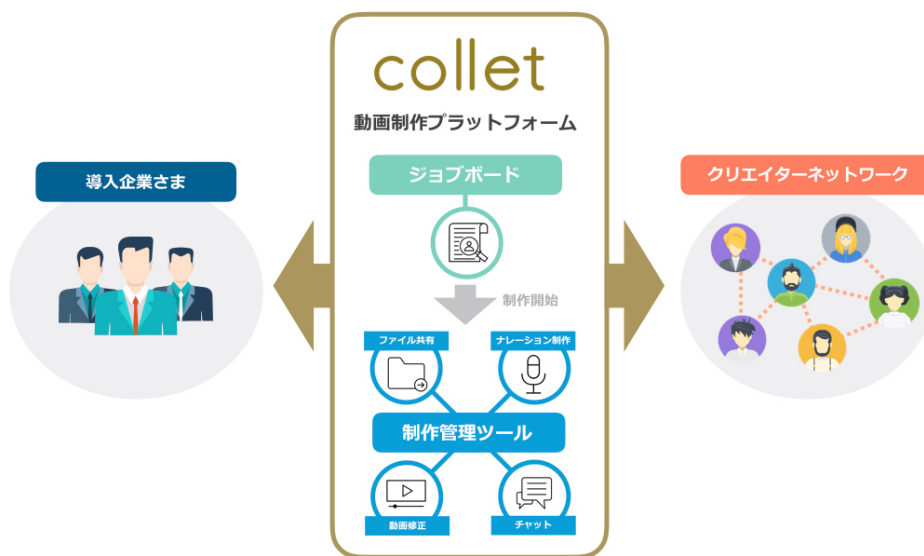 collet
動画制作プラットフォーム
導入企業さま
ジョブボード
クリエイターネットワーク
制作開始
ファイル共有
ナレーション制作
制作管理ツール
動画修正
チャット